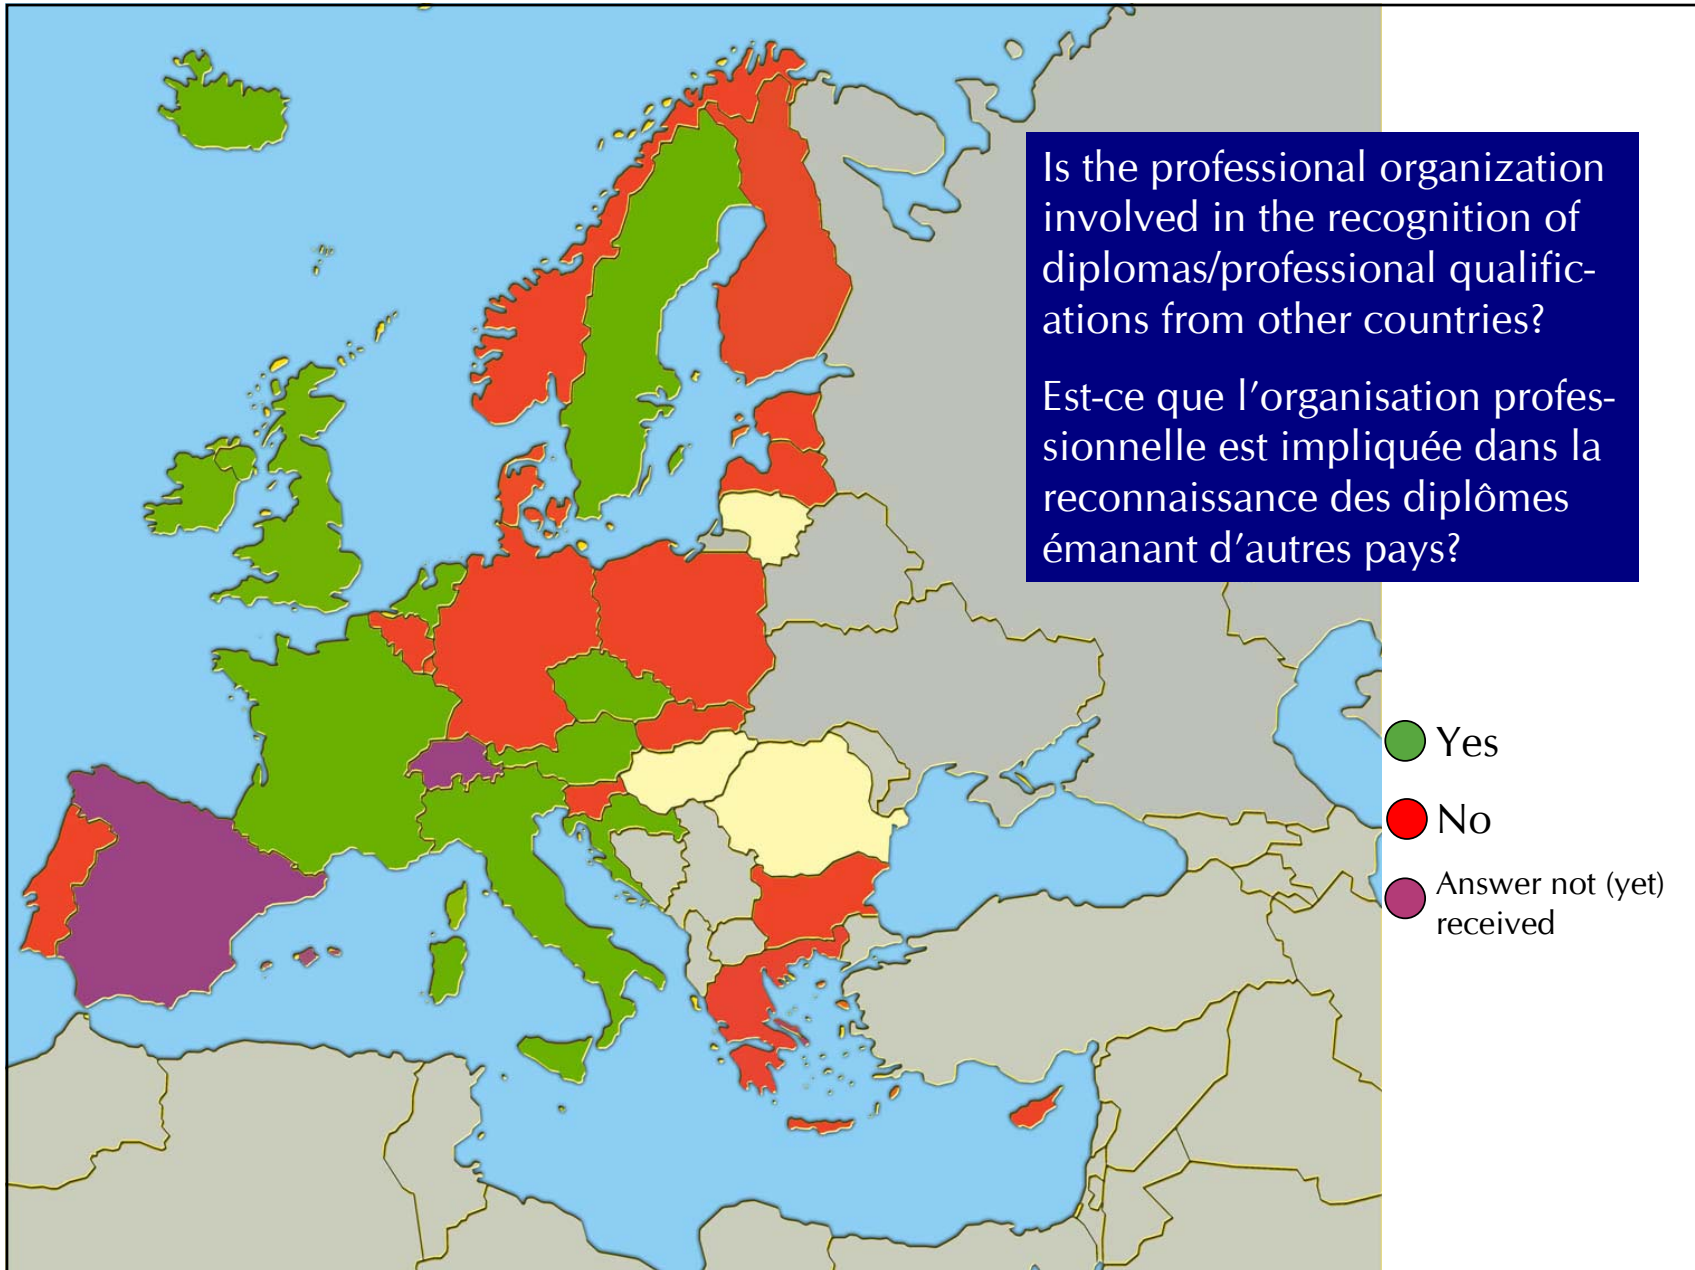 Is the professional organization
involved in the recognition of
diplomas/professional qualific-
ations from other countries?
Est-ce que l’organisation profes-
sionnelle est impliquée dans la
reconnaissance des diplômes
émanant d’autres pays?
Yes
No
Answer not (yet)
received